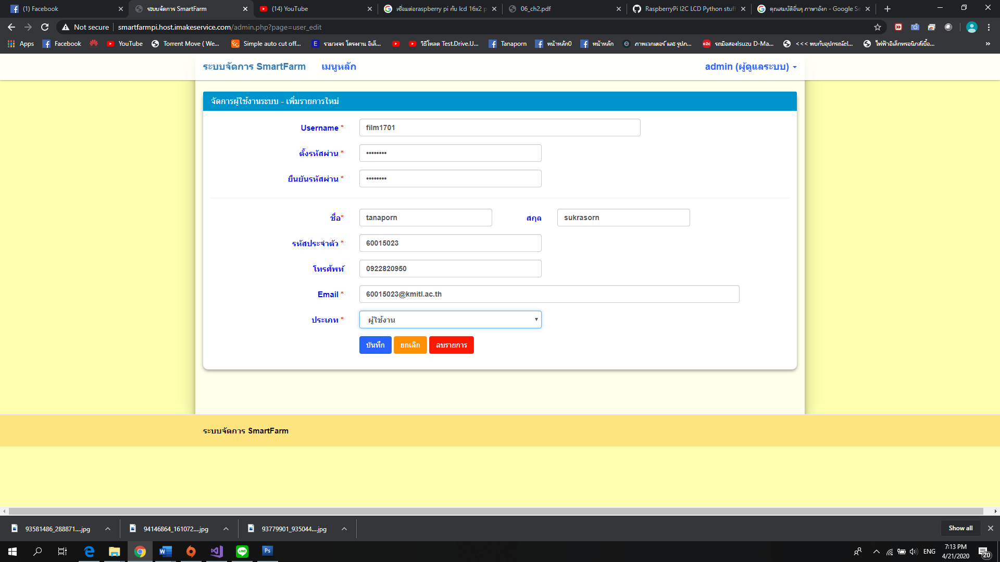 (1) Facebook
ระบบจัดการ SmartFarm
(14) YouTube
เชื่อมต่อraspberry pi กับ lcd 16x2 p
06_ch2.pdf
RaspberryPi I2C LCD Python stuff
คุณสมบัติอื่นๆ ภาษาอังก - Google Se
Not secure
smartfarmpi.host.imakeservice.com/admin.php?page=user_edit
Apps
Facebook
YouTube
Torrent Move ( We...
Simple auto cut off...
รวมวงจร โครงงาน อิเล็...
วิธีโหลด Test.Drive.U...
Tanaporn
หน้าหลัก0
หน้าหลัก
ภาพเวกเตอร์ และ รูปภ...
รถมือสองIsuzu D-Ma...
<<< พบกับอุปกรณ์el...
ไฟฟ้าอิเล็กทรอนิกส์เบื้อ...
»
ระบบจัดการ SmartFarm
เมนูหลัก
admin (ผู้ดูแลระบบ)
จัดการผู้ใช้งานระบบ - เพิ่มรายการใหม่
Username *
film1701
ตั้งรหัสผ่าน *
••••••••
ยืนยันรหัสผ่าน *
••••••••
ชื่อ*
tanaporn
สกุล
sukrasorn
รหัสประจำตัว *
60015023
โทรศัพท์
0922820950
Email *
60015023@kmitl.ac.th
ประเภท *
ผู้ใช้งาน
บันทึก
ยกเลิก
ลบรายการ
ระบบจัดการ SmartFarm
93581486_288871....jpg
94146864_161072....jpg
93779901_935044....jpg
Show all
ENG
7:13 PM
4/21/2020
20